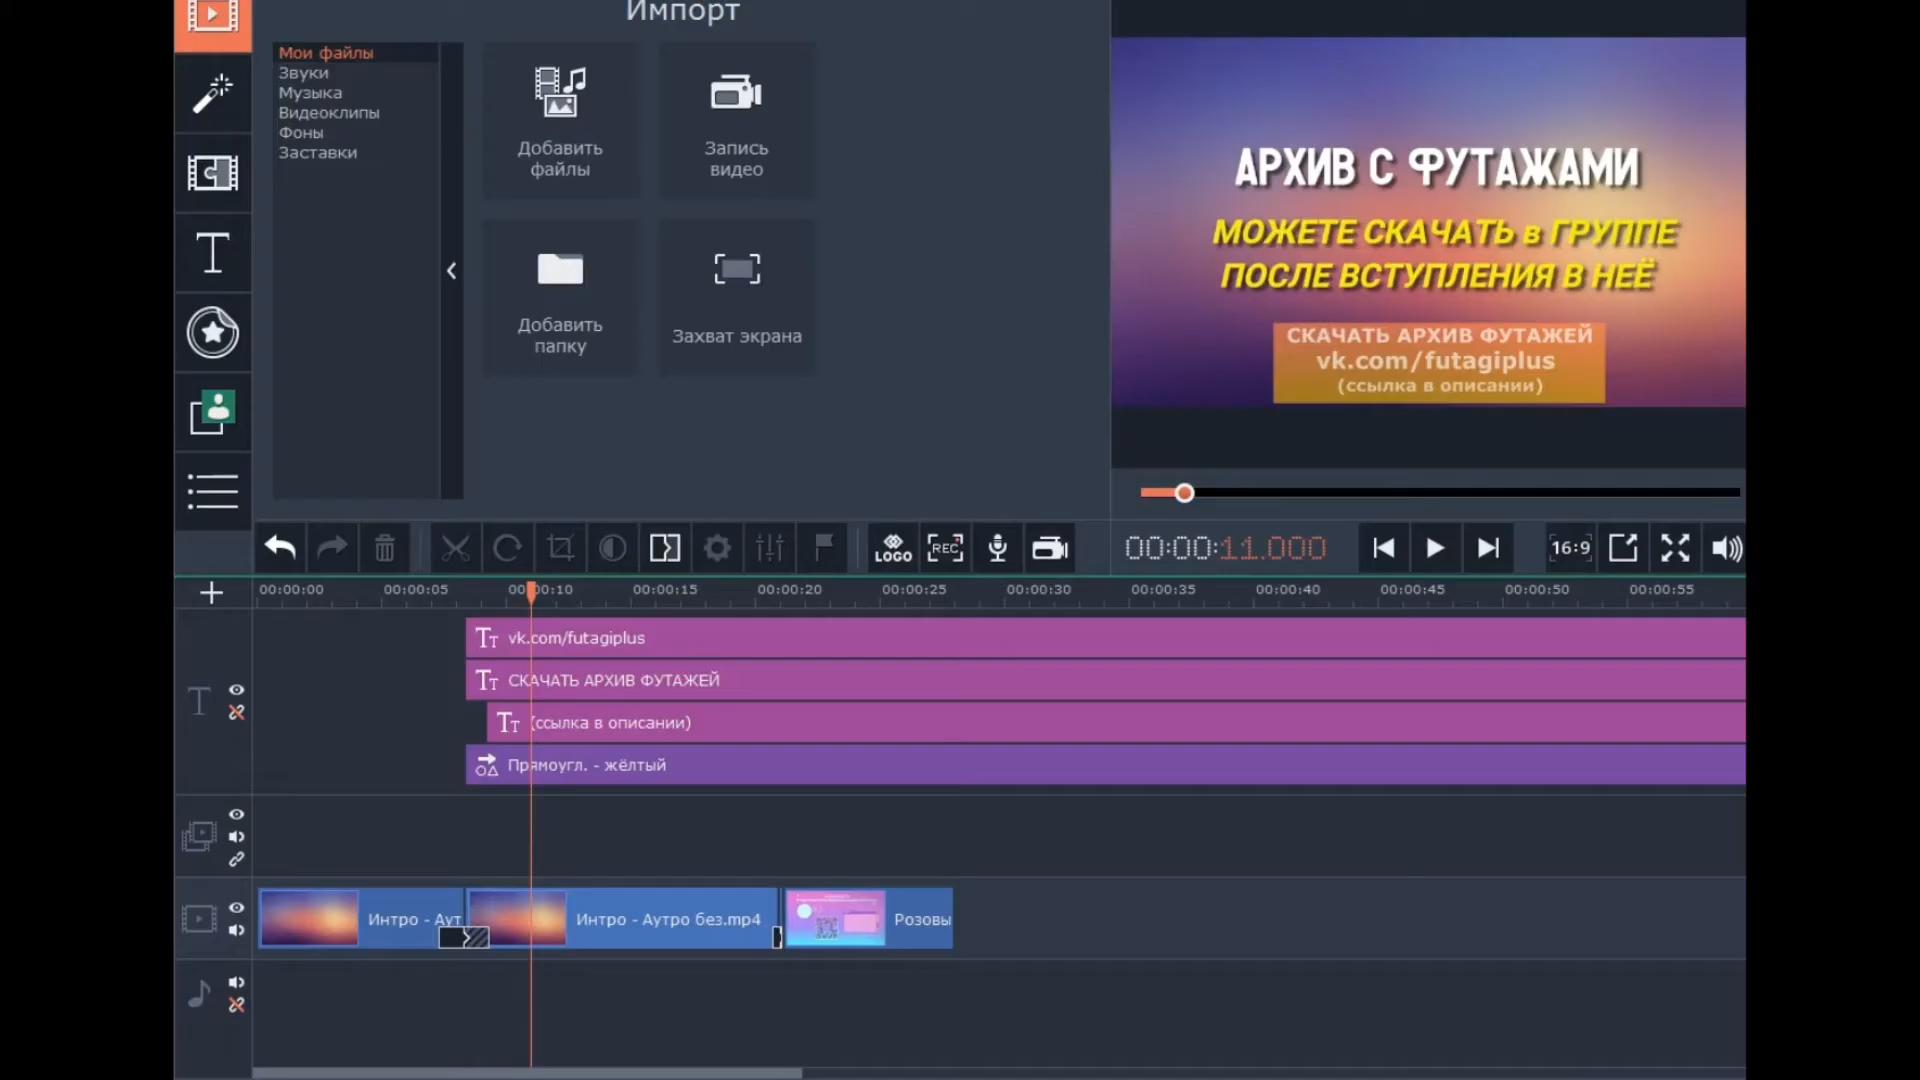 Импорт
Мои файлы
Звуки
Музыка
Видеоклипы
Фоны
Заставки
Добавить
файлы
Запись
видео
Добавить
папку
Захват экрана
АРХИВ С ФУТАЖАМИ
МОЖЕТЕ СКАЧАТЬ в ГРУППЕ
ПОСЛЕ ВСТУПЛЕНИЯ В НЕЁ
СКАЧАТЬ АРХИВ ФУТАЖЕЙ
vk.com/futagiplus
(ссылка в описании)
LOGO
REC
00:00:11.000
16:9
00:00:00 00:00:05 00:00:10 00:00:15 00:00:20 00:00:25 00:00:30 00:00:35 00:00:40 00:00:45 00:00:50 00:00:55
vk.com/futagiplus
СКАЧАТЬ АРХИВ ФУТАЖЕЙ
(ссылка в описании)
Прямоугл. - жёлтый
Интро - Аут
Интро - Аутро без.mp4
Розовы